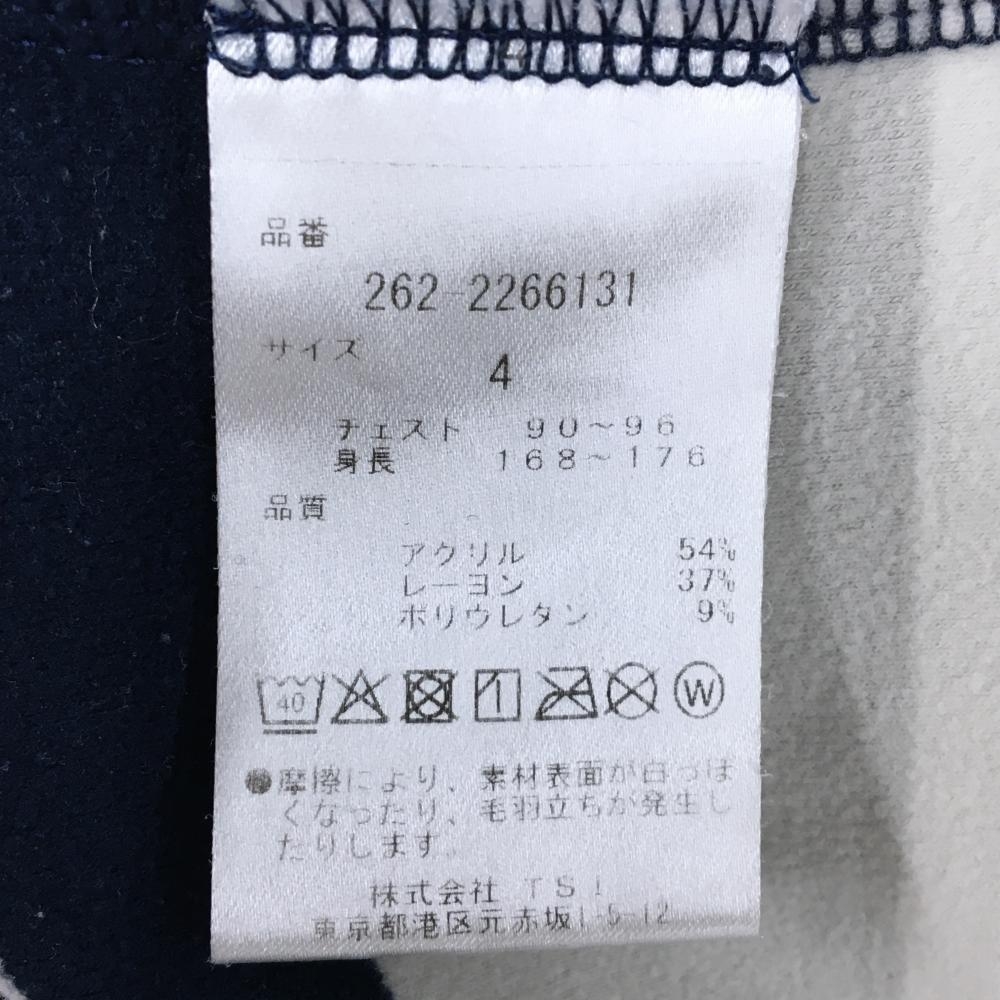 品番
262-2266131
サイズ
4
チェスト 90～96
身長 168～176
品質
アクリル 54%
レーヨン 37%
ポリウレタン 9%
40 W
●摩擦により、素材表面が白っぽ
くなったり、毛羽立ちが発生し
たりします。
株式会社 TSI
東京都港区元赤坂1-5-12